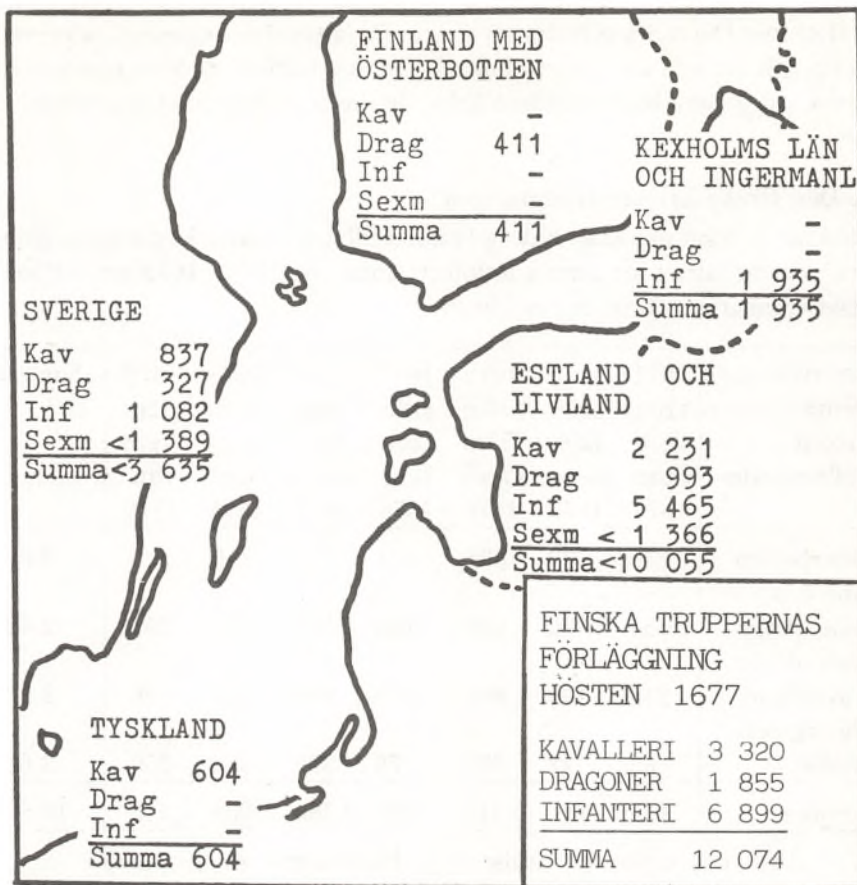 FINLAND MED
ÖSTERBOTTEN
Kav -
Drag 411
Inf -
Sexm -
Summa 411
KEXHOLMS LÄN
OCH INGERMANL
Kav -
Drag -
Inf 1 935
Summa 935
SVERIGE
Kav 837
Drag 327
Inf 1 082
Sexm <1 389
Summa<3 635
ESTLAND OCH
LIVLAND
Kav 2 231
Drag 993
Inf 5 465
Sexm < 1 366
Summa<10 055
TYSKLAND
Kav 604
Drag -
Inf -
Summa 604
FINSKA TRUPPERNAS
FÖRLÄGGNING
HÖSTEN 1677
KAVALLERI 3 320
DRAGONER 1 855
INFANTERI 6 899
SUMMA 12 074